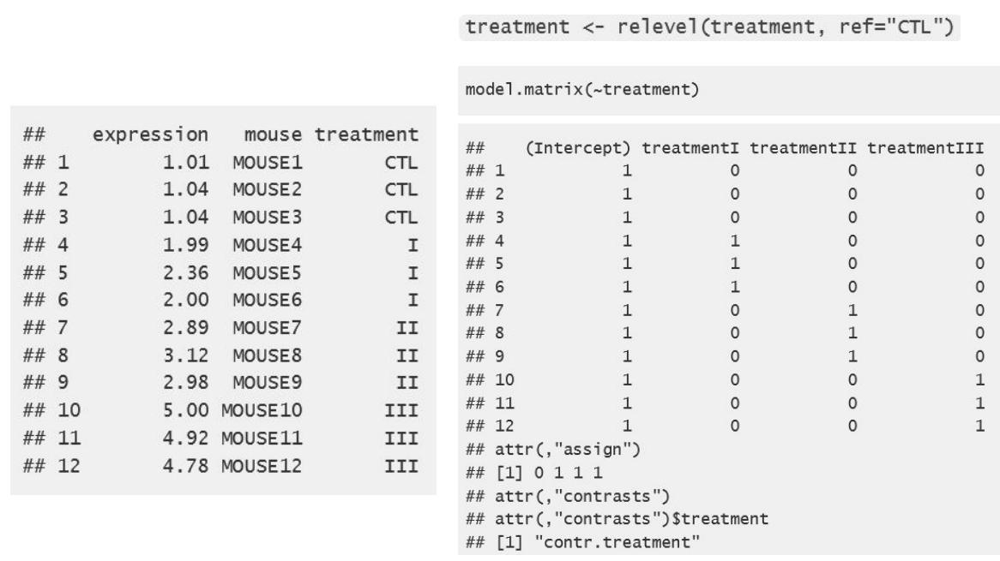 treatment <- relevel(treatment, ref="CTL")
model.matrix(~treatment)
##    expression   mouse treatment
## 1        1.01  MOUSE1       CTL
## 2        1.04  MOUSE2       CTL
## 3        1.04  MOUSE3       CTL
## 4        1.99  MOUSE4         I
## 5        2.36  MOUSE5         I
## 6        2.00  MOUSE6         I
## 7        2.89  MOUSE7        II
## 8        3.12  MOUSE8        II
## 9        2.98  MOUSE9        II
## 10       5.00 MOUSE10       III
## 11       4.92 MOUSE11       III
## 12       4.78 MOUSE12       III
##    (Intercept) treatmentI treatmentII treatmentIII
## 1            1          0           0            0
## 2            1          0           0            0
## 3            1          0           0            0
## 4            1          1           0            0
## 5            1          1           0            0
## 6            1          1           0            0
## 7            1          0           1            0
## 8            1          0           1            0
## 9            1          0           1            0
## 10           1          0           0            1
## 11           1          0           0            1
## 12           1          0           0            1
## attr(,"assign")
## [1] 0 1 1 1
## attr(,"contrasts")
## attr(,"contrasts")$treatment
## [1] "contr.treatment"